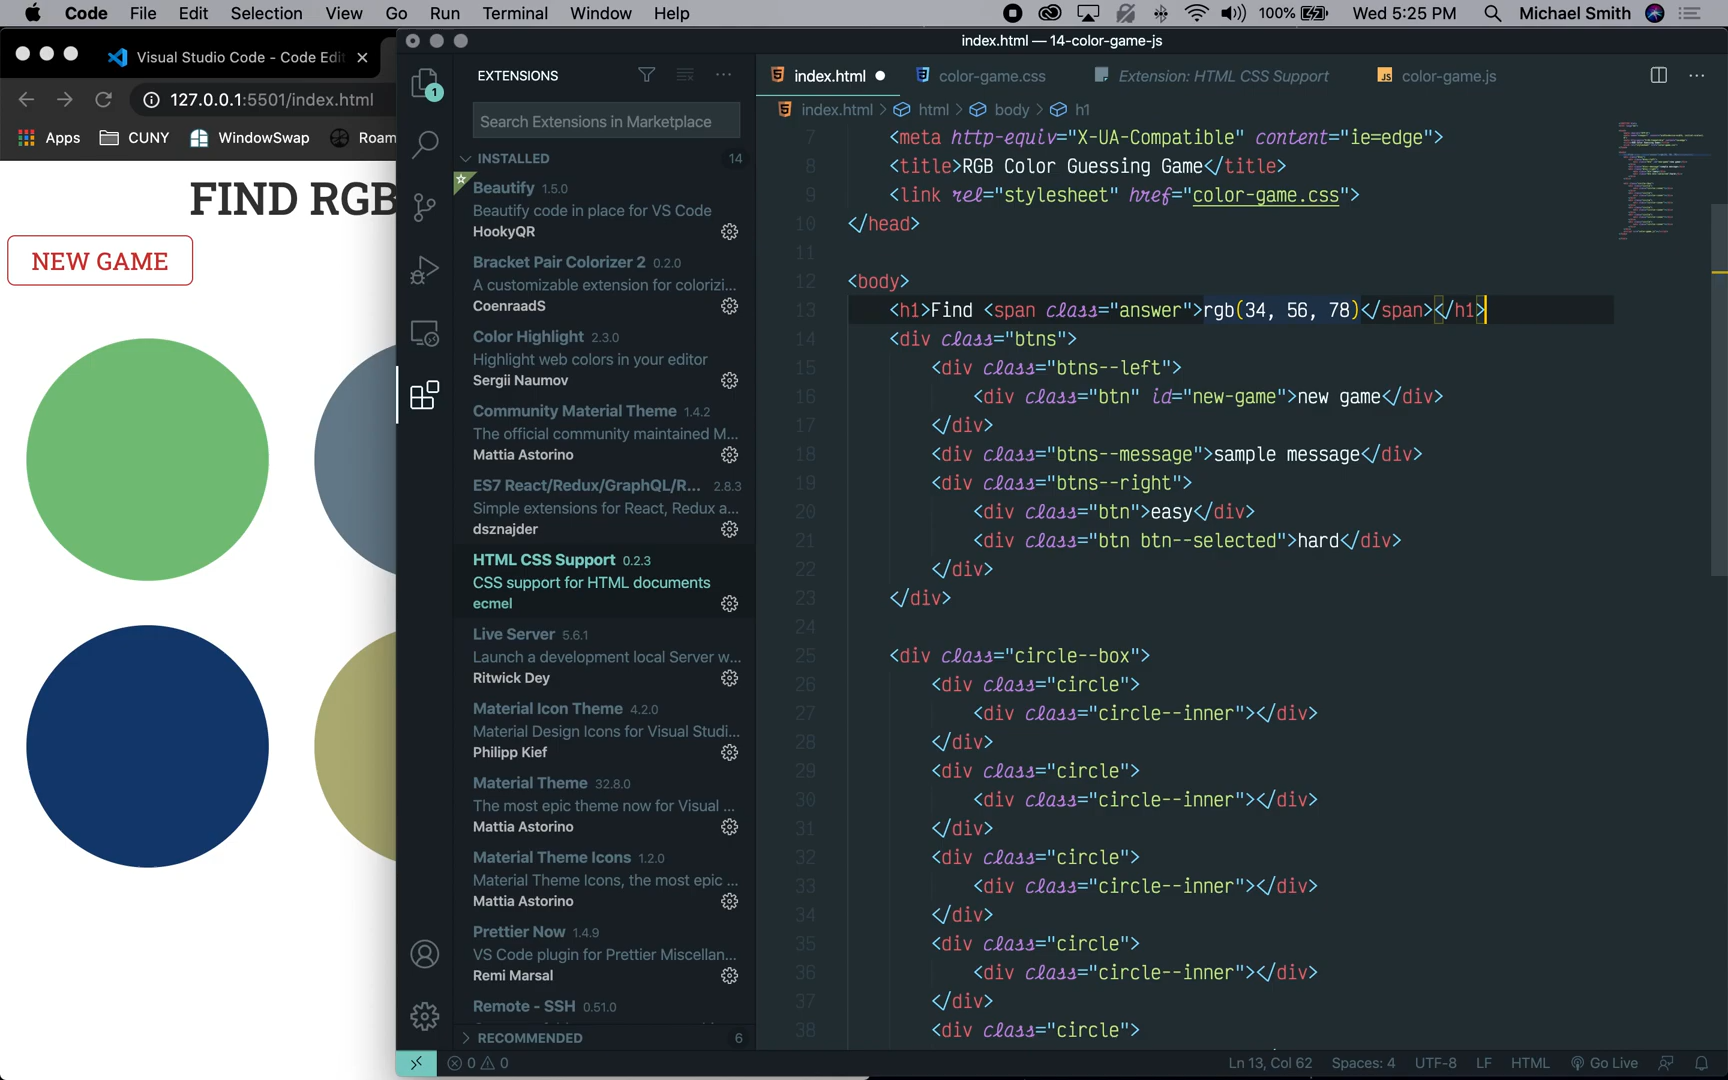 Code File Edit Selection View Go Run Terminal Window Help 100% Wed 5:25 PM Michael Smith
Visual Studio Code - Code Edit
127.0.0.1:5501/index.html
Apps CUNY WindowSwap Roam
FIND RGB
NEW GAME
index.html — 14-color-game-js
1
EXTENSIONS
Search Extensions in Marketplace
INSTALLED 14
Beautify 1.5.0
Beautify code in place for VS Code
HookyQR
Bracket Pair Colorizer 2 0.2.0
A customizable extension for colorizi...
CoenraadS
Color Highlight 2.3.0
Highlight web colors in your editor
Sergii Naumov
Community Material Theme 1.4.2
The official community maintained M...
Mattia Astorino
ES7 React/Redux/GraphQL/R... 2.8.3
Simple extensions for React, Redux a...
dsznajder
HTML CSS Support 0.2.3
CSS support for HTML documents
ecmel
Live Server 5.6.1
Launch a development local Server w...
Ritwick Dey
Material Icon Theme 4.2.0
Material Design Icons for Visual Studi...
Philipp Kief
Material Theme 32.8.0
The most epic theme now for Visual ...
Mattia Astorino
Material Theme Icons 1.2.0
Material Theme Icons, the most epic ...
Mattia Astorino
Prettier Now 1.4.9
VS Code plugin for Prettier Miscellan...
Remi Marsal
Remote - SSH 0.51.0
RECOMMENDED 6
index.html color-game.css Extension: HTML CSS Support JS color-game.js
index.html > html > body > h1
7 <meta http-equiv="X-UA-Compatible" content="ie=edge">
8 <title>RGB Color Guessing Game</title>
9 <link rel="stylesheet" href="color-game.css">
10 </head>
11
12 <body>
13 <h1>Find <span class="answer">rgb(34, 56, 78)</span></h1>
14 <div class="btns">
15 <div class="btns--left">
16 <div class="btn" id="new-game">new game</div>
17 </div>
18 <div class="btns--message">sample message</div>
19 <div class="btns--right">
20 <div class="btn">easy</div>
21 <div class="btn btn--selected">hard</div>
22 </div>
23 </div>
24
25 <div class="circle--box">
26 <div class="circle">
27 <div class="circle--inner"></div>
28 </div>
29 <div class="circle">
30 <div class="circle--inner"></div>
31 </div>
32 <div class="circle">
33 <div class="circle--inner"></div>
34 </div>
35 <div class="circle">
36 <div class="circle--inner"></div>
37 </div>
38 <div class="circle">
0 0 Ln 13, Col 62 Spaces: 4 UTF-8 LF HTML Go Live